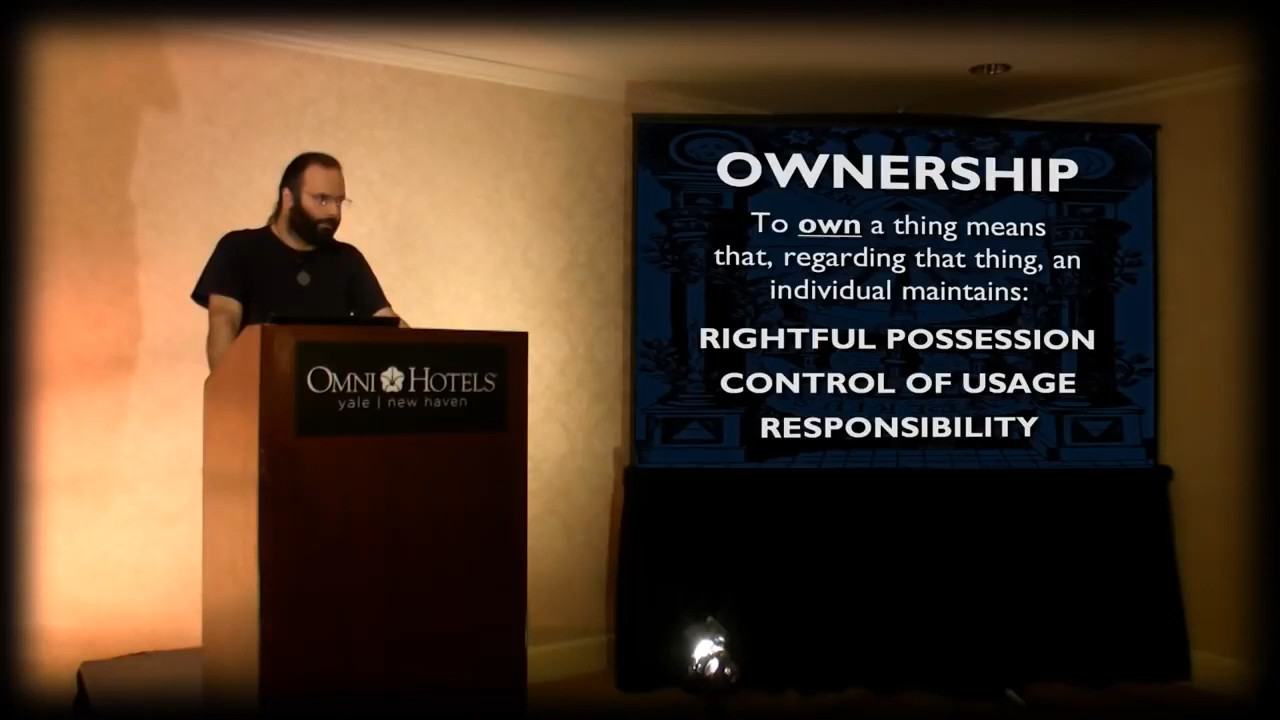 OWNERSHIP
To own a thing means
that, regarding that thing, an
individual maintains:
RIGHTFUL POSSESSION
CONTROL OF USAGE
RESPONSIBILITY
OMNI HOTELS
yale | new haven